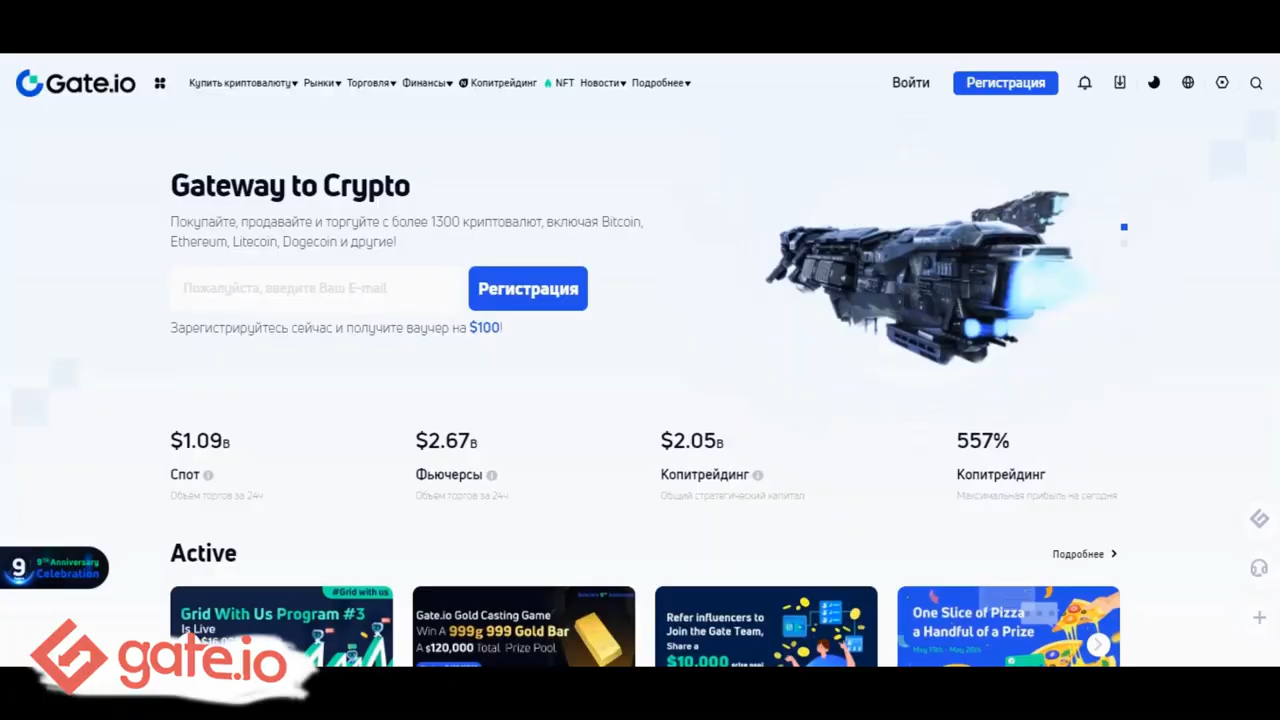 Gate.io
Купить криптовалюту Рынки Торговля Финансы Копитрейдинг NFT Новости Подробнее
Войти
Регистрация
Gateway to Crypto
Покупайте, продавайте и торгуйте с более 1300 криптовалют, включая Bitcoin,
Ethereum, Litecoin, Dogecoin и другие!
Пожалуйста, введите Ваш E-mail
Регистрация
Зарегистрируйтесь сейчас и получите ваучер на $100!
$1.09B
Спот
Объем торгов за 24ч
$2.67B
Фьючерсы
Объем торгов за 24ч
$2.05B
Копитрейдинг
Общий стратегический капитал
557%
Копитрейдинг
Максимальная прибыль на сегодня
9
9th Anniversary
Celebration
Active
Подробнее
#Grid with us
Grid With Us Program #3
Is Live
Gate.io Gold Casting Game
Win A 999g 999 Gold Bar
A $120,000 Total Prize Pool
Refer influencers to
Join the Gate Team,
Share a
$10,000 prize pool
One Slice of Pizza
a Handful of a Prize
gate.io